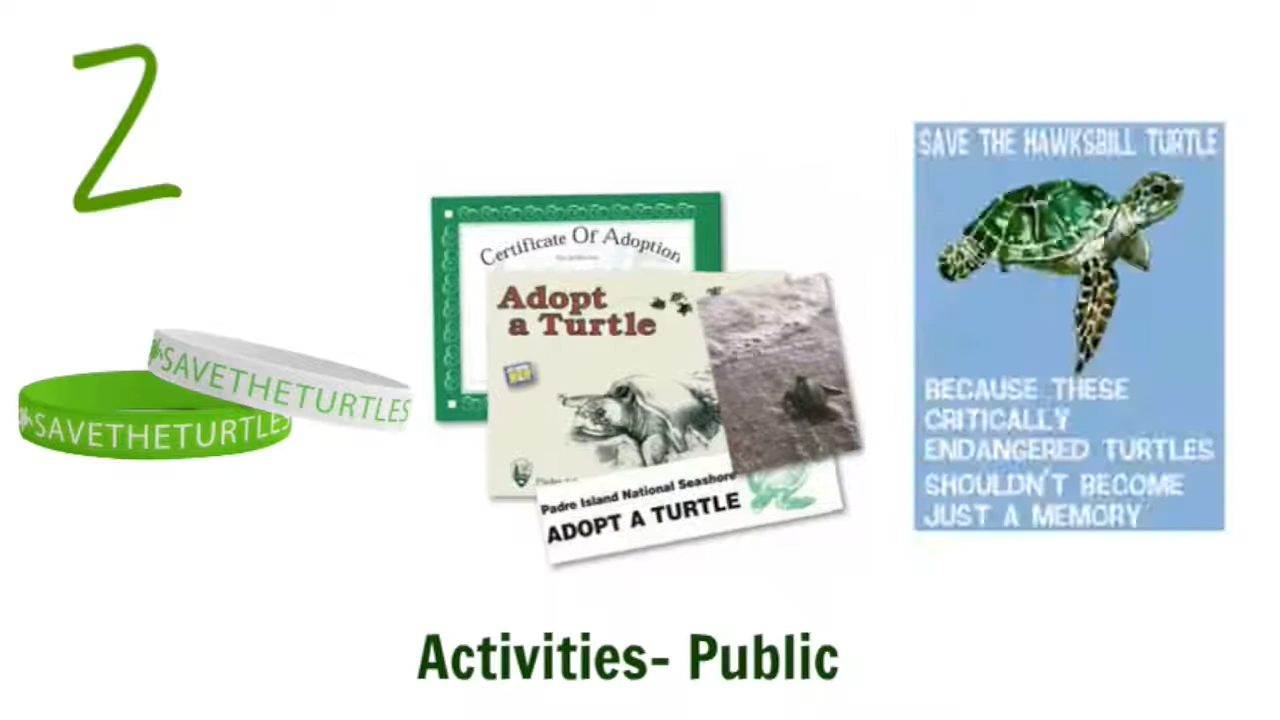 2
SAVETHETURTLES
SAVETHETURTLES
Certificate Of Adoption
Adopt
a Turtle
Padre Island National Seashore
ADOPT A TURTLE
SAVE THE HAWKSBILL TURTLE
BECAUSE THESE
CRITICALLY
ENDANGERED TURTLES
SHOULDN'T BECOME
JUST A MEMORY
Activities- Public